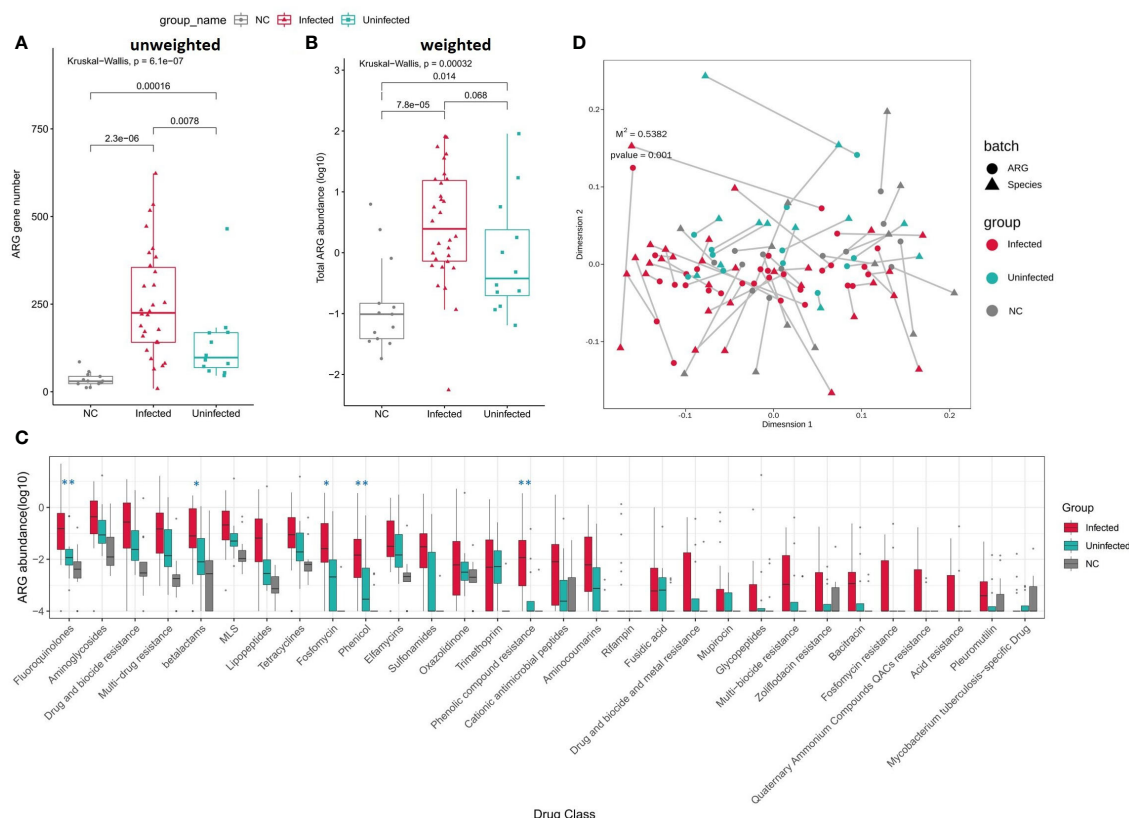 group_name NC Infected Uninfected
A unweighted
Kruskal−Wallis, p = 6.1e−07
0.00016
0.0078
2.3e−06
750
500
250
0
ARG gene number
NC Infected Uninfected
B weighted
Kruskal−Wallis, p = 0.00032
0.014
0.068
7.8e−05
3
2
1
0
−1
−2
Total ARG abundance (log10)
NC Infected Uninfected
D
M² = 0.5382
pvalue = 0.001
0.2
0.1
0.0
-0.1
Dimesnsion 2
-0.1 0.0 0.1 0.2
Dimesnsion 1
batch
ARG
Species
group
Infected
Uninfected
NC
C
ARG abundance(log10)
0
−2
−4
** * * ** **
Fluoroquinolones
Aminoglycosides
Drug and biocide resistance
Multi−drug resistance
betalactams
MLS
Lipopeptides
Tetracyclines
Fosfomycin
Phenicol
Elfamycins
Sulfonamides
Oxazolidinone
Trimethoprim
Phenolic compound resistance
Cationic antimicrobial peptides
Aminocoumarins
Rifampin
Fusidic acid
Drug and biocide and metal resistance
Mupirocin
Glycopeptides
Multi−biocide resistance
Zoliflodacin resistance
Bacitracin
Fosfomycin resistance
Quaternary Ammonium Compounds QACs resistance
Acid resistance
Pleuromutilin
Mycobacterium tuberculosis−specific Drug
Drug Class
Group
Infected
Uninfected
NC